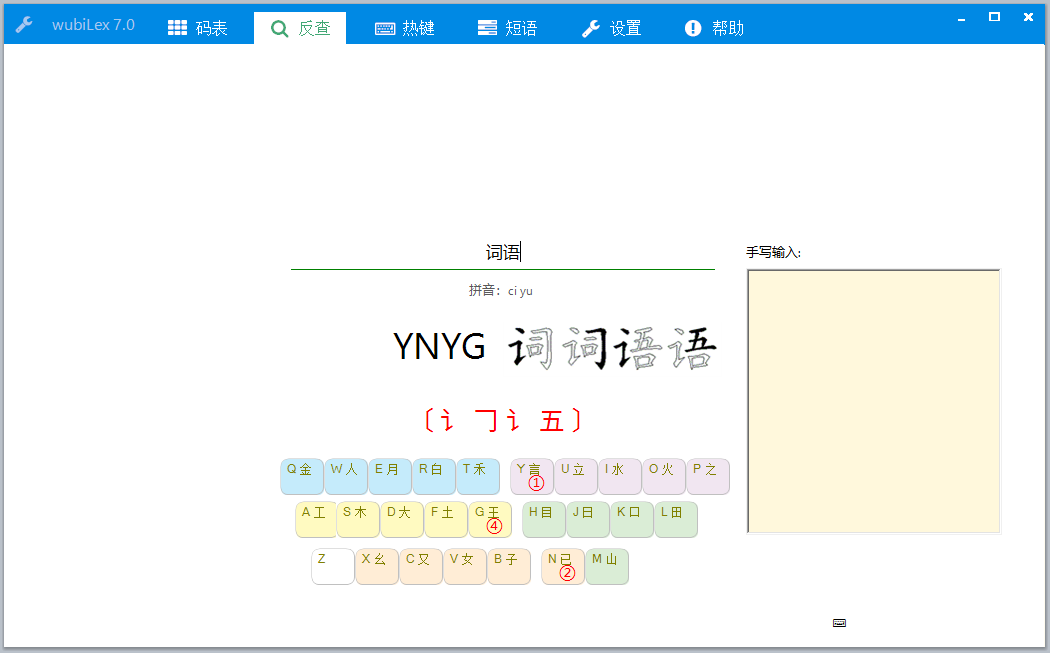 wubiLex 7.0 码表 反查 热键 短语 设置 帮助
词语
手写输入:
拼音：ci yu
YNYG 词词语语
〔讠 ㇆ 讠 五〕
Q金 W人 E月 R白 T禾 Y言 U立 I水 O火 P之
①
A工 S木 D大 F土 G王 H目 J日 K口 L田
④
Z X幺 C又 V女 B子 N已 M山
②